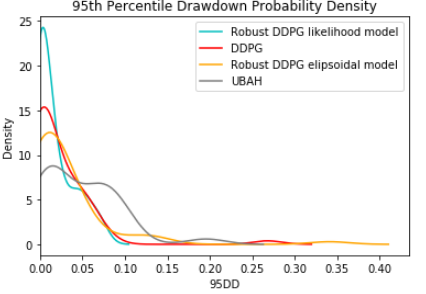 95th Percentile Drawdown Probability Density
Robust DDPG likelihood model
DDPG
Robust DDPG elipsoidal model
UBAH
Density
25
20
15
10
5
0
0.00 0.05 0.10 0.15 0.20 0.25 0.30 0.35 0.40
95DD